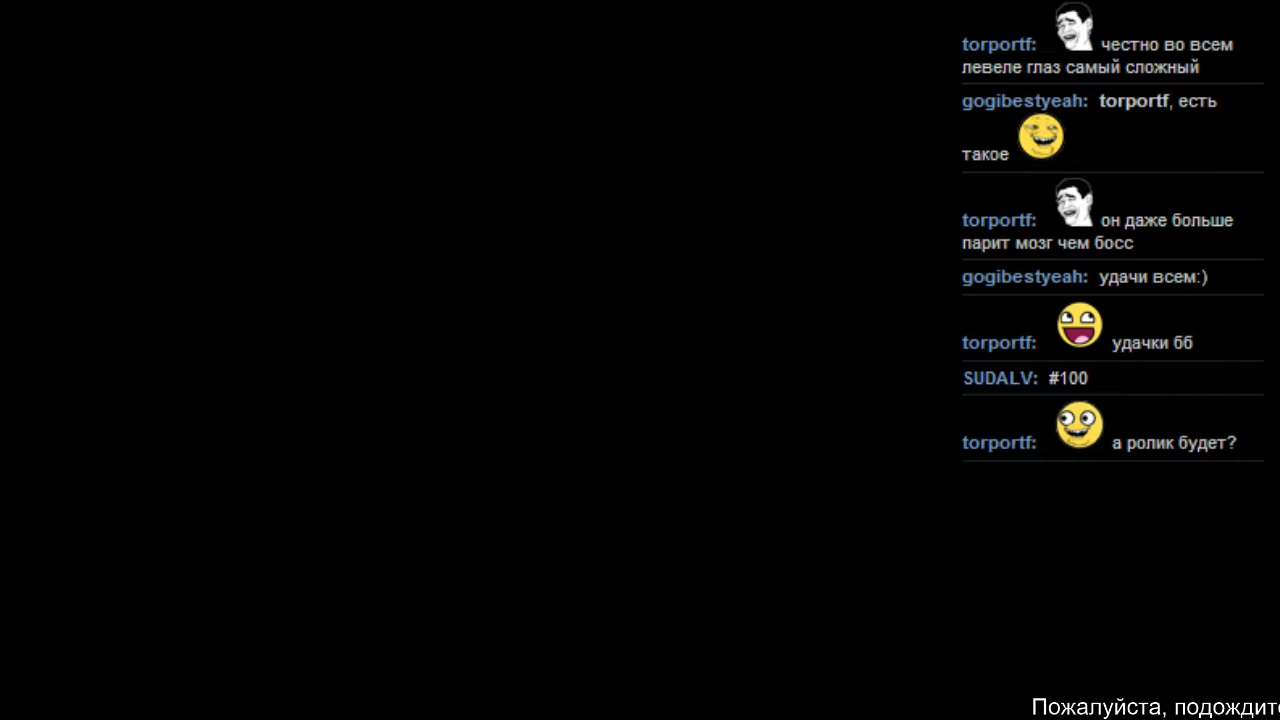 torportf: честно во всем
левеле глаз самый сложный
gogibestyeah: torportf, есть
такое
torportf: он даже больше
парит мозг чем босс
gogibestyeah: удачи всем:)
torportf: удачки бб
SUDALV: #100
torportf: а ролик будет?
Пожалуйста, подождите